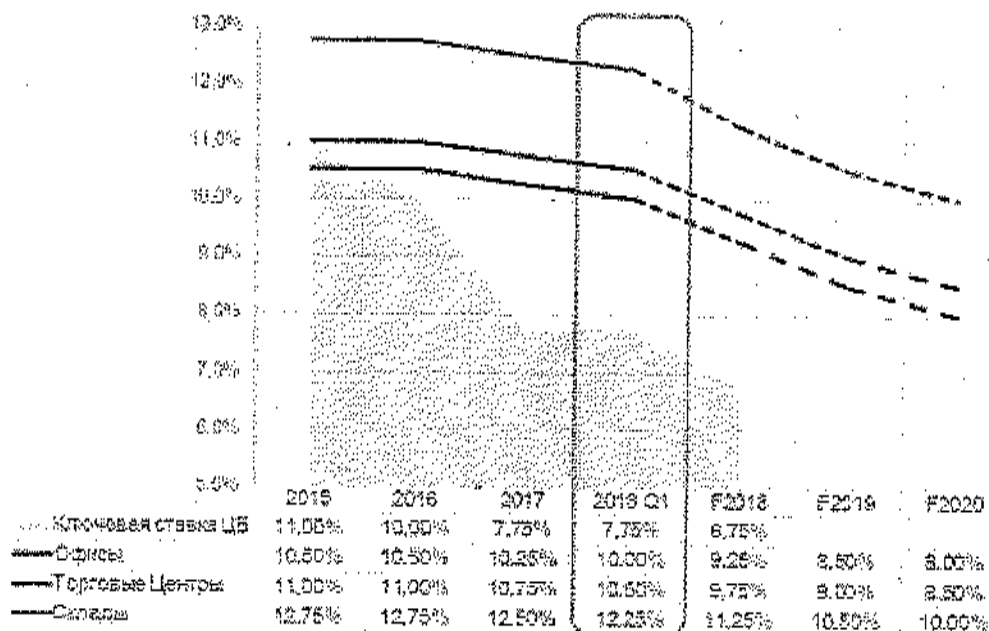 13,0%
12,0%
11,0%
10,0%
9,0%
8,0%
7,0%
6,0%
5,0%
2015 2016 2017 2018 Q1 F2018 F2019 F2020
Ключевая ставка ЦБ 11,00% 10,00% 7,75% 7,75% 6,75%
Офисы 10,50% 10,50% 10,25% 10,00% 9,25% 8,50% 8,00%
Торговые Центры 11,00% 11,00% 10,75% 10,50% 9,75% 9,00% 8,50%
Склады 12,75% 12,75% 12,50% 12,25% 11,25% 10,50% 10,00%